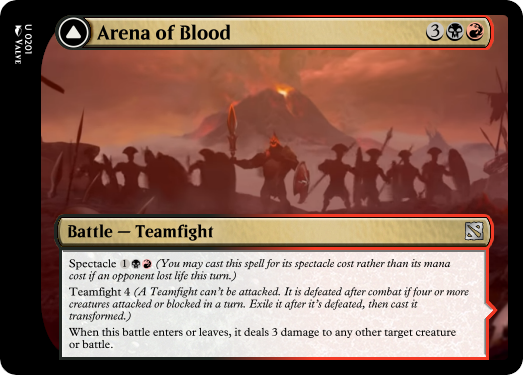 Arena of Blood 3
Battle — Teamfight
Spectacle 1 (You may cast this spell for its spectacle cost rather than its mana
cost if an opponent lost life this turn.)
Teamfight 4 (A Teamfight can't be attacked. It is defeated after combat if four or more
creatures attacked or blocked in a turn. Exile it after it's defeated, then cast it
transformed.)
When this battle enters or leaves, it deals 3 damage to any other target creature
or battle.
U 0201
VALVE